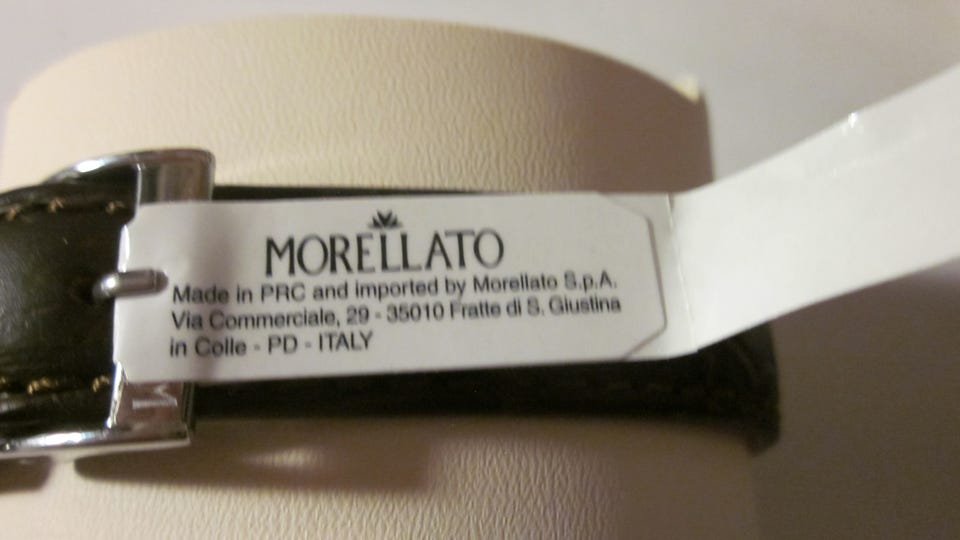 MORELLATO
Made in PRC and imported by Morellato S.p.A.
Via Commerciale, 29 - 35010 Fratte di S. Giustina
in Colle - PD - ITALY
M